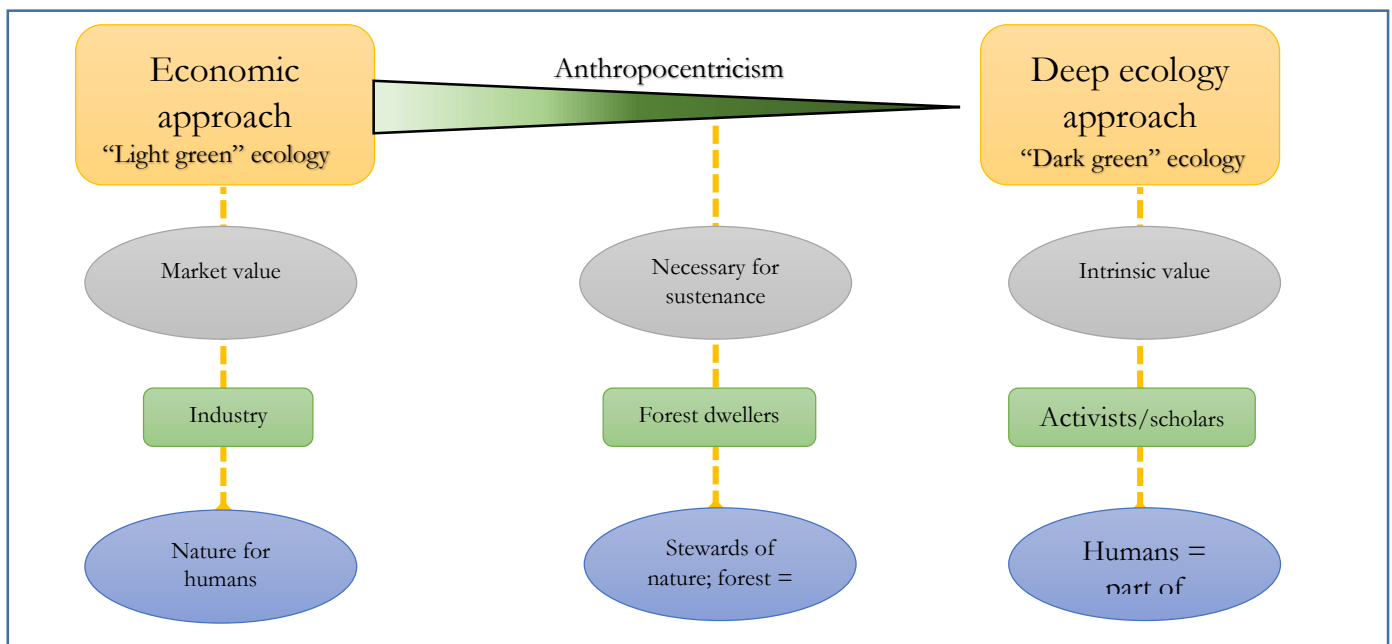 Economic
approach
“Light green” ecology
Anthropocentricism
Deep ecology
approach
“Dark green” ecology
Market value
Necessary for
sustenance
Intrinsic value
Industry
Forest dwellers
Activists/scholars
Nature for
humans
Stewards of
nature; forest =
Humans =
part of